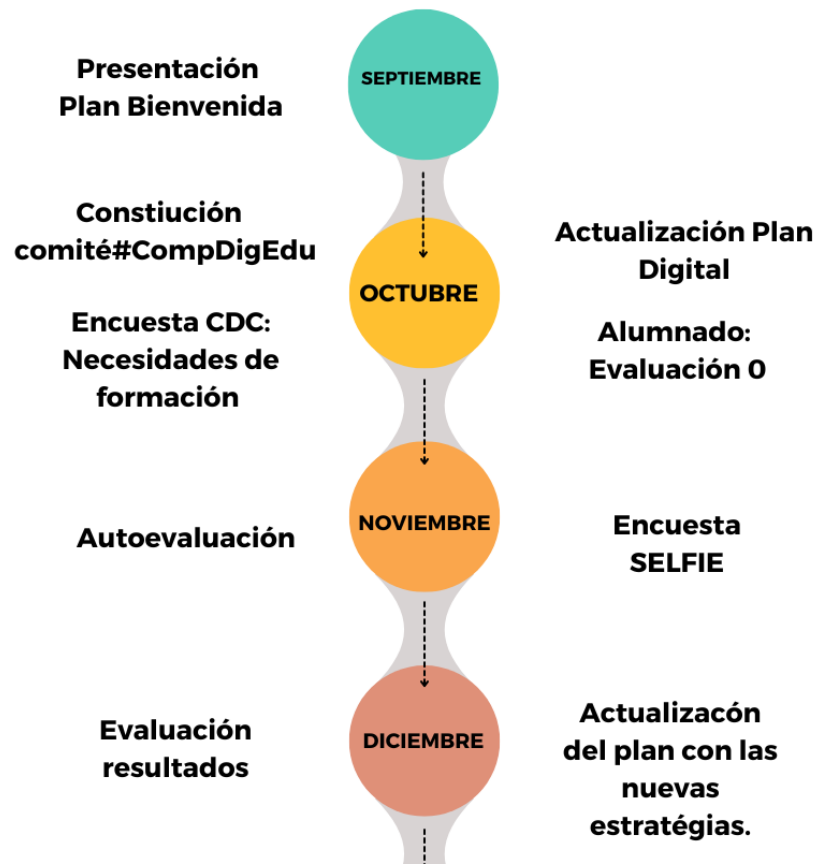 Presentación
Plan Bienvenida
SEPTIEMBRE
Constiución
comité#CompDigEdu
Encuesta CDC:
Necesidades de
formación
OCTUBRE
Actualización Plan
Digital
Alumnado:
Evaluación 0
Autoevaluación
NOVIEMBRE
Encuesta
SELFIE
Evaluación
resultados
DICIEMBRE
Actualizacón
del plan con las
nuevas
estratégias.